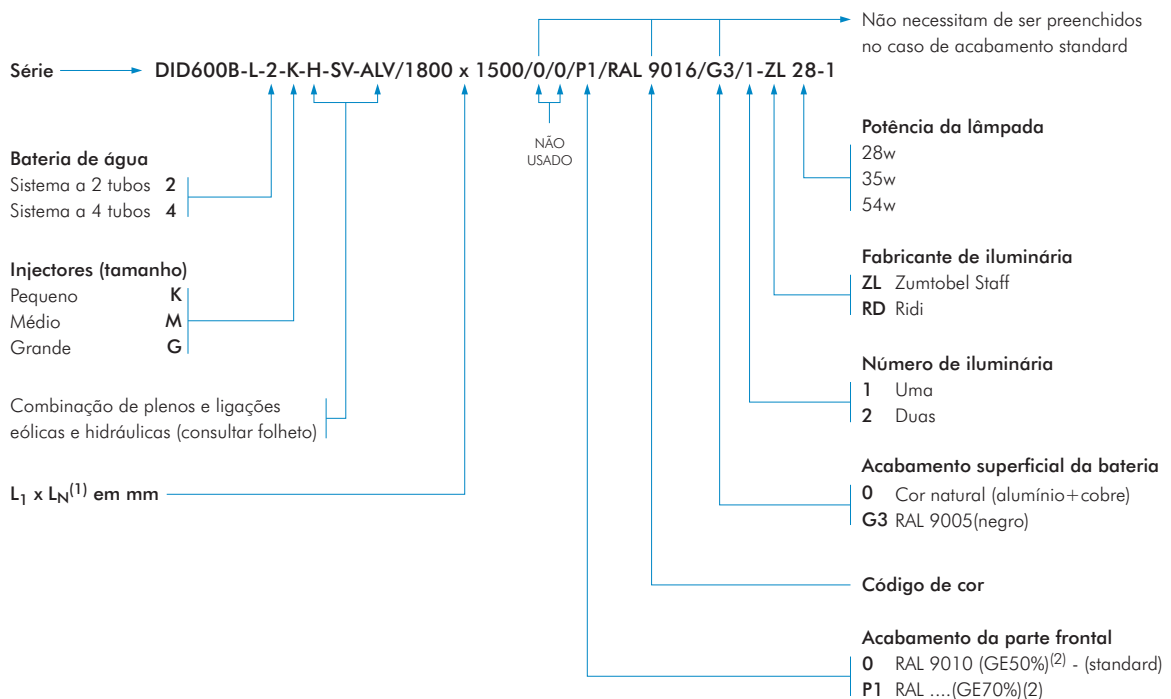 Não necessitam de ser preenchidos
no caso de acabamento standard
Série
DID600B-L-2-K-H-SV-ALV/1800 x 1500/0/0/P1/RAL 9016/G3/1-ZL 28-1
NÃO
USADO
Bateria de água
Sistema a 2 tubos 2
Sistema a 4 tubos 4
Injectores (tamanho)
Pequeno K
Médio M
Grande G
Combinação de plenos e ligações
eólicas e hidráulicas (consultar folheto)
L1 x LN(1) em mm
Potência da lâmpada
28w
35w
54w
Fabricante de iluminária
ZL Zumtobel Staff
RD Ridi
Número de iluminária
1 Uma
2 Duas
Acabamento superficial da bateria
0 Cor natural (alumínio+cobre)
G3 RAL 9005(negro)
Código de cor
Acabamento da parte frontal
0 RAL 9010 (GE50%)(2) - (standard)
P1 RAL ....(GE70%)(2)